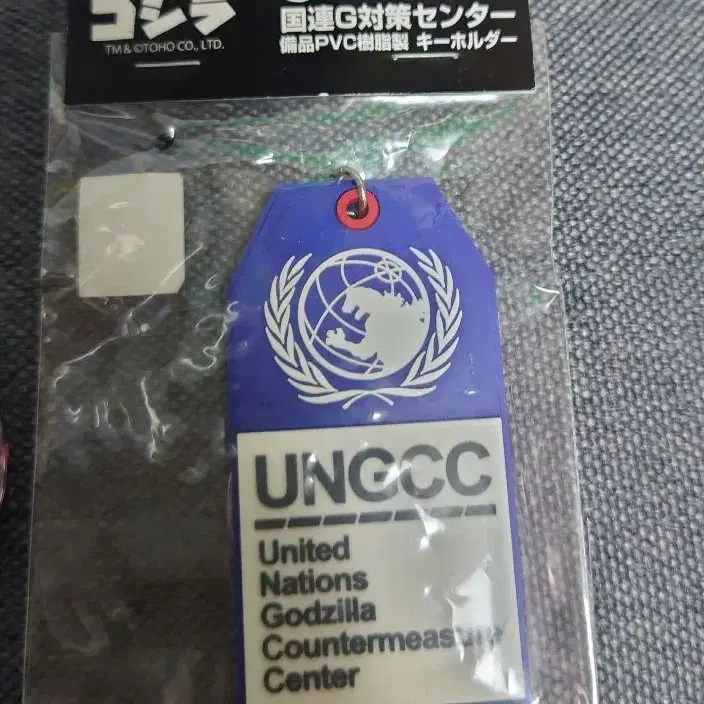 ゴジラ
TM & ©TOHO CO., LTD.
国連G対策センター
備品PVC樹脂製 キーホルダー
UNGCC
United
Nations
Godzilla
Countermeasure
Center